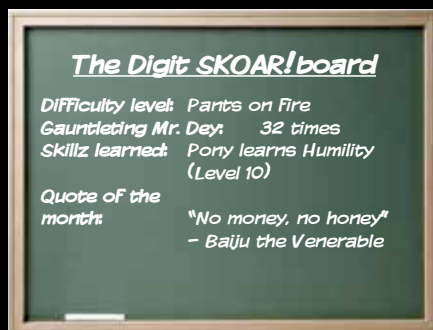 The Digit SKOAR! board
Difficulty level: Pants on Fire
Gauntleting Mr. Dey: 32 times
Skillz learned: Pony learns Humility
(Level 10)
Quote of the
month: "No money, no honey"
- Baiju the Venerable